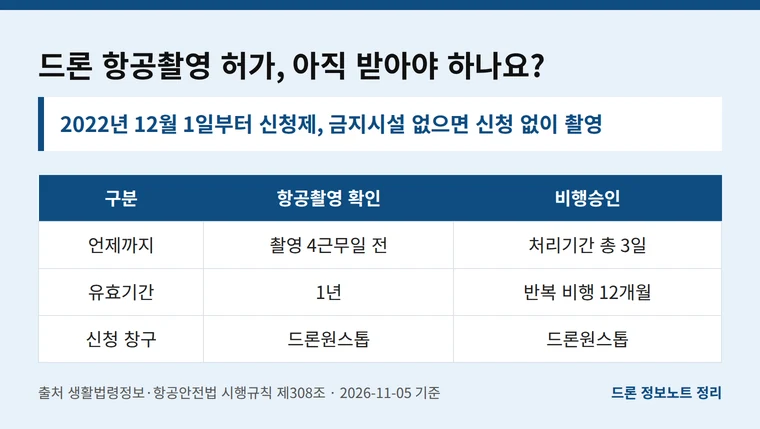 드론 항공촬영 허가, 아직 받아야 하나요?
2022년 12월 1일부터 신청제, 금지시설 없으면 신청 없이 촬영
구분 항공촬영 확인 비행승인
언제까지 촬영 4근무일 전 처리기간 총 3일
유효기간 1년 반복 비행 12개월
신청 창구 드론원스톱 드론원스톱
출처 생활법령정보·항공안전법 시행규칙 제308조 · 2026-11-05 기준 드론 정보노트 정리